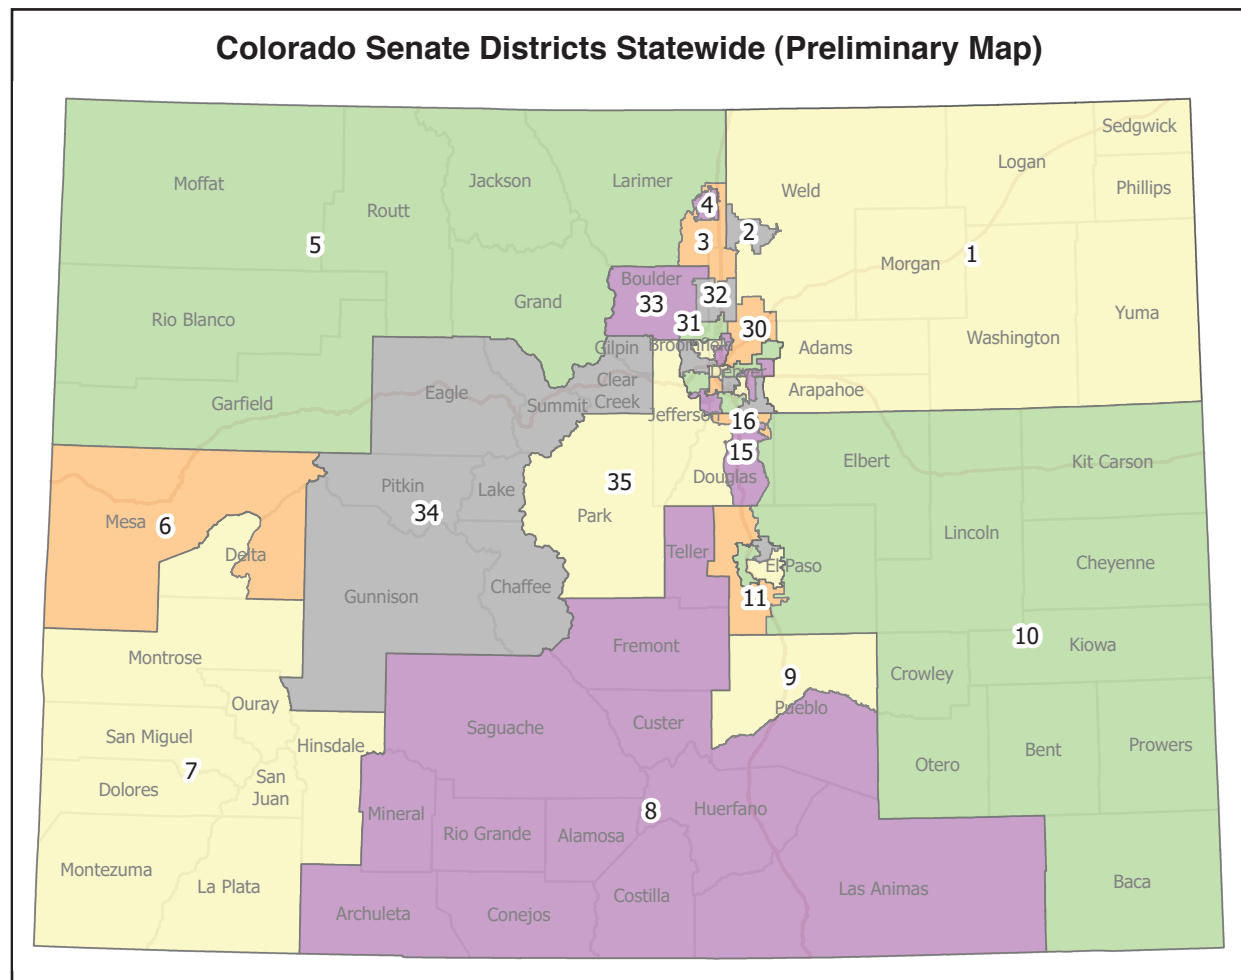 Colorado Senate Districts Statewide (Preliminary Map)
Sedgwick
Logan
Moffat
Jackson
Larimer
Weld
Phillips
Routt
4
2
3
5
1
Morgan
Boulder
33
32
Grand
Yuma
Rio Blanco
31
30
Washington
Gilpin
Broomfield
Adams
Denver
Clear
Creek
Eagle
Arapahoe
Garfield
Summit
Jefferson
16
15
Elbert
Kit Carson
Douglas
35
Pitkin
Lake
34
Park
Mesa
6
Lincoln
Delta
Teller
El Paso
Cheyenne
Chaffee
Gunnison
11
10
Kiowa
Fremont
Montrose
Crowley
9
Ouray
Pueblo
Custer
Saguache
San Miguel
Hinsdale
Bent
Prowers
Otero
7
San
Juan
Dolores
8
Huerfano
Mineral
Rio Grande
Alamosa
Montezuma
La Plata
Costilla
Las Animas
Baca
Archuleta
Conejos